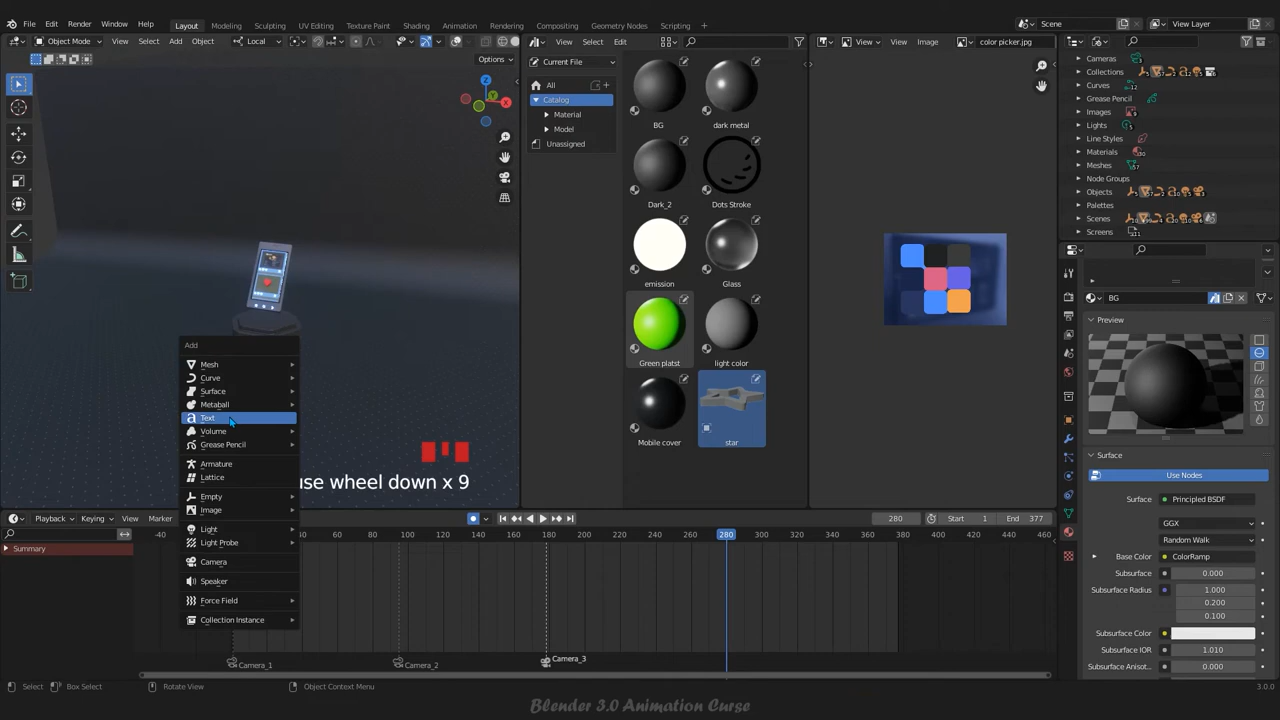 File Edit Render Window Help
Layout Modeling Sculpting UV Editing Texture Paint Shading Animation Rendering Compositing Geometry Nodes Scripting +
Scene
View Layer
Object Mode View Select Add Object Local
Options
View Select Edit
View View Image color picker.jpg
Current File
All
Catalog
Material
Model
Unassigned
BG dark metal
Dark_2 Dots Stroke
emission Glass
Green platst light color
Mobile cover star
Z
Y
X
Add
Mesh
Curve
Surface
Metaball
Text
Volume
Grease Pencil
Armature
Lattice
Empty
Image
Light
Light Probe
Camera
Speaker
Force Field
Collection Instance
use wheel down x 9
Cameras
Collections
Curves
Grease Pencil
Images
Lights
Line Styles
Materials
Meshes
Node Groups
Objects
Palettes
Scenes
Screens
BG
Preview
Surface
Use Nodes
Surface Principled BSDF
GGX
Random Walk
Base Color ColorRamp
Subsurface 0.000
Subsurface Radius 1.000
0.200
0.100
Subsurface Color
Subsurface IOR 1.010
Subsurface Anisot... 0.000
Playback Keying View Marker
280 Start 1 End 377
Summary
-40 20 40 60 80 100 120 140 160 180 200 220 240 260 280 300 320 340 360 380 400 420 440 460
Camera_1 Camera_2 Camera_3
Select Box Select Rotate View Object Context Menu
3.0.0
Blender 3.0 Animation Curse